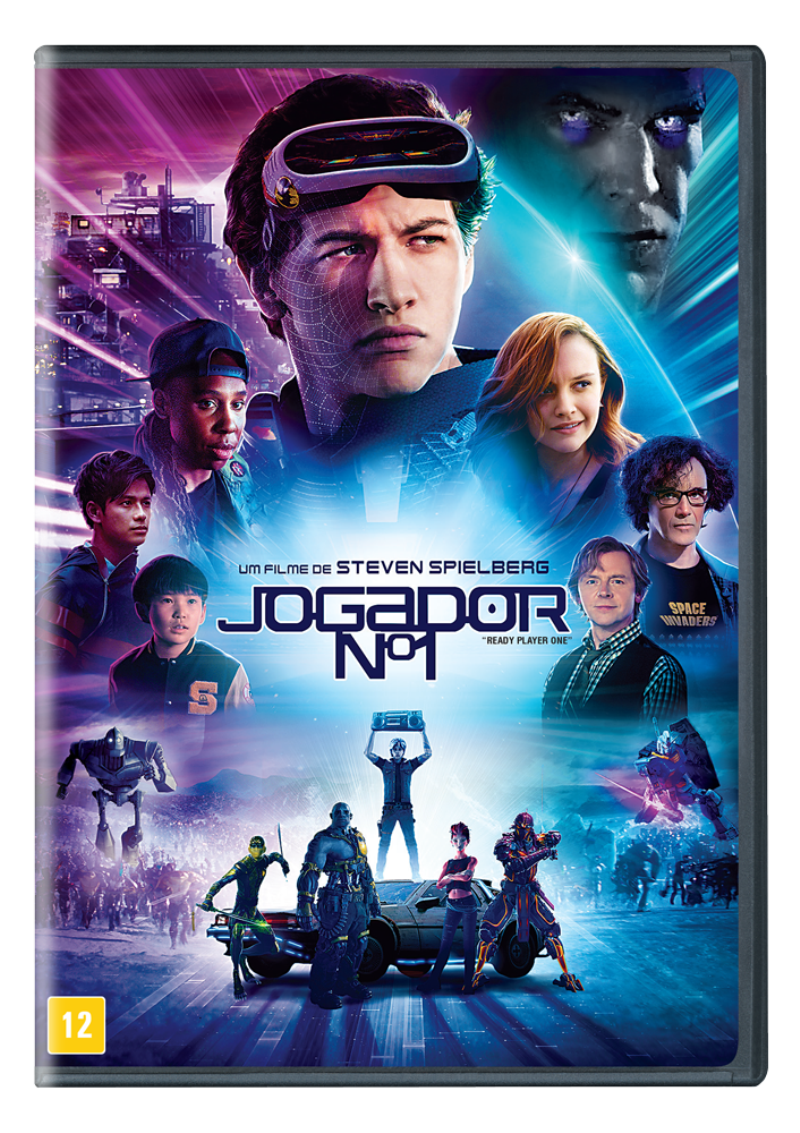 UM FILME DE STEVEN SPIELBERG
JOGADOR
Nº1
"READY PLAYER ONE"
SPACE
INVADERS
S
12